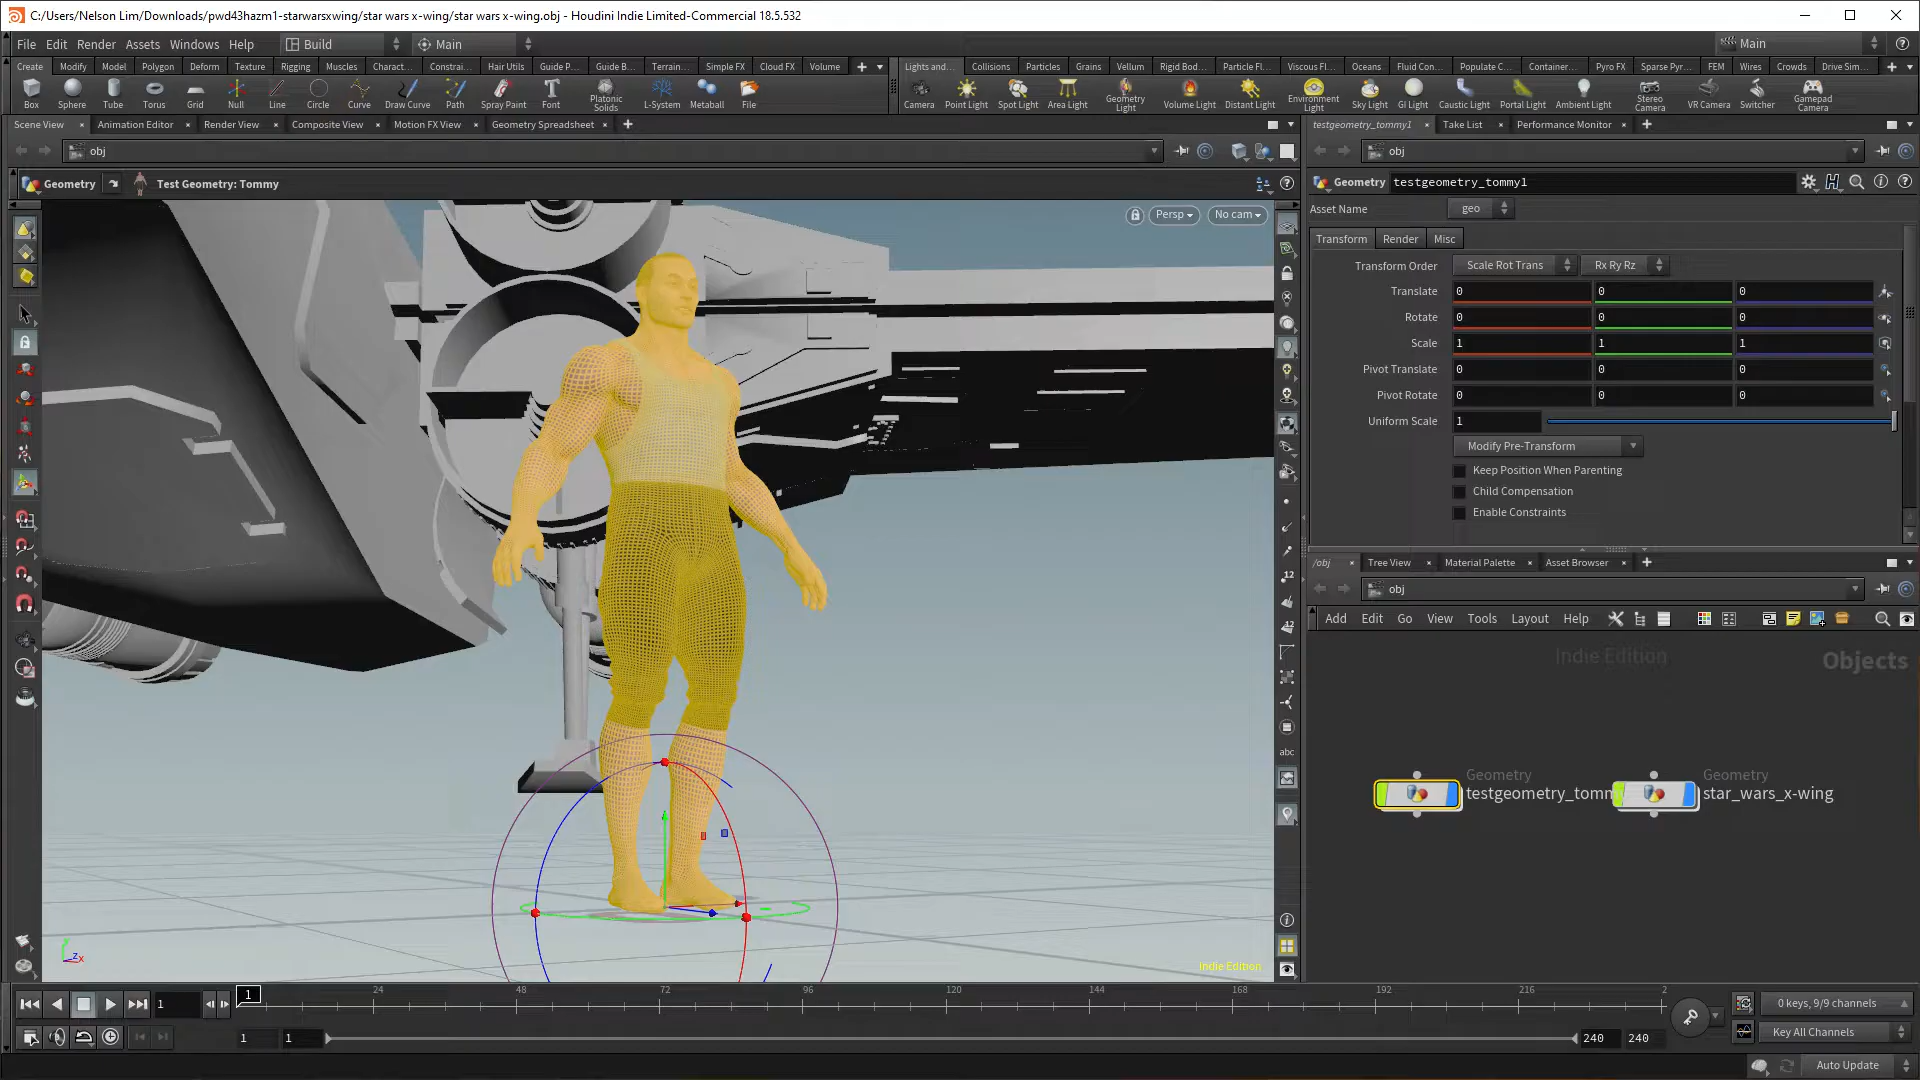 C:/Users/Nelson Lim/Downloads/pwd43hazm1-starwarsxwing/star wars x-wing/star wars x-wing.obj - Houdini Indie Limited-Commercial 18.5.532
File Edit Render Assets Windows Help Build Main Main
Create Modify Model Polygon Deform Texture Rigging Muscles Charact... Constrai... Hair Utils Guide P... Guide B... Terrain... Simple FX Cloud FX Volume
Lights and... Collisions Particles Grains Vellum Rigid Bod... Particle Fl... Viscous Fl... Oceans Fluid Con... Populate C... Container... Pyro FX Sparse Pyr... FEM Wires Crowds Drive Sim...
Box Sphere Tube Torus Grid Null Line Circle Curve Draw Curve Path Spray Paint Font Platonic Solids L-System Metaball File
Camera Point Light Spot Light Area Light Geometry Light Volume Light Distant Light Environment Light Sky Light GI Light Caustic Light Portal Light Ambient Light Stereo Camera VR Camera Switcher Gamepad Camera
Scene View Animation Editor Render View Composite View Motion FX View Geometry Spreadsheet
testgeometry_tommy1 Take List Performance Monitor
obj
obj
Geometry Test Geometry: Tommy
Geometry testgeometry_tommy1
Persp No cam
Asset Name geo
Transform Render Misc
Transform Order Scale Rot Trans Rx Ry Rz
Translate 0 0 0
Rotate 0 0 0
Scale 1 1 1
Pivot Translate 0 0 0
Pivot Rotate 0 0 0
Uniform Scale 1
Modify Pre-Transform
Keep Position When Parenting
Child Compensation
Enable Constraints
/obj Tree View Material Palette Asset Browser
obj
Add Edit Go View Tools Layout Help
Indie Edition
Objects
Geometry
testgeometry_tomm
Geometry
star_wars_x-wing
12
12
abc
y
z x
Indie Edition
1 1 24 48 72 96 120 144 168 192 216 2
0 keys, 9/9 channels
1 1 240 240
Key All Channels
Auto Update